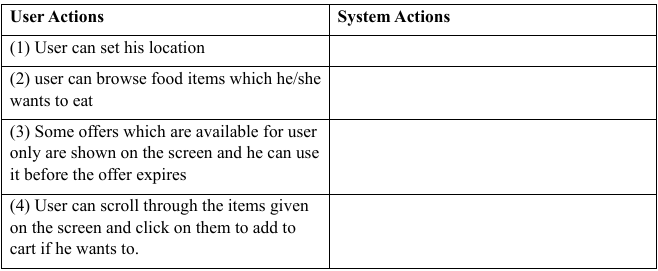 User Actions
System Actions
(1) User can set his location
(2) user can browse food items which he/she
wants to eat
(3) Some offers which are available for user
only are shown on the screen and he can use
it before the offer expires
(4) User can scroll through the items given
on the screen and click on them to add to
cart if he wants to.